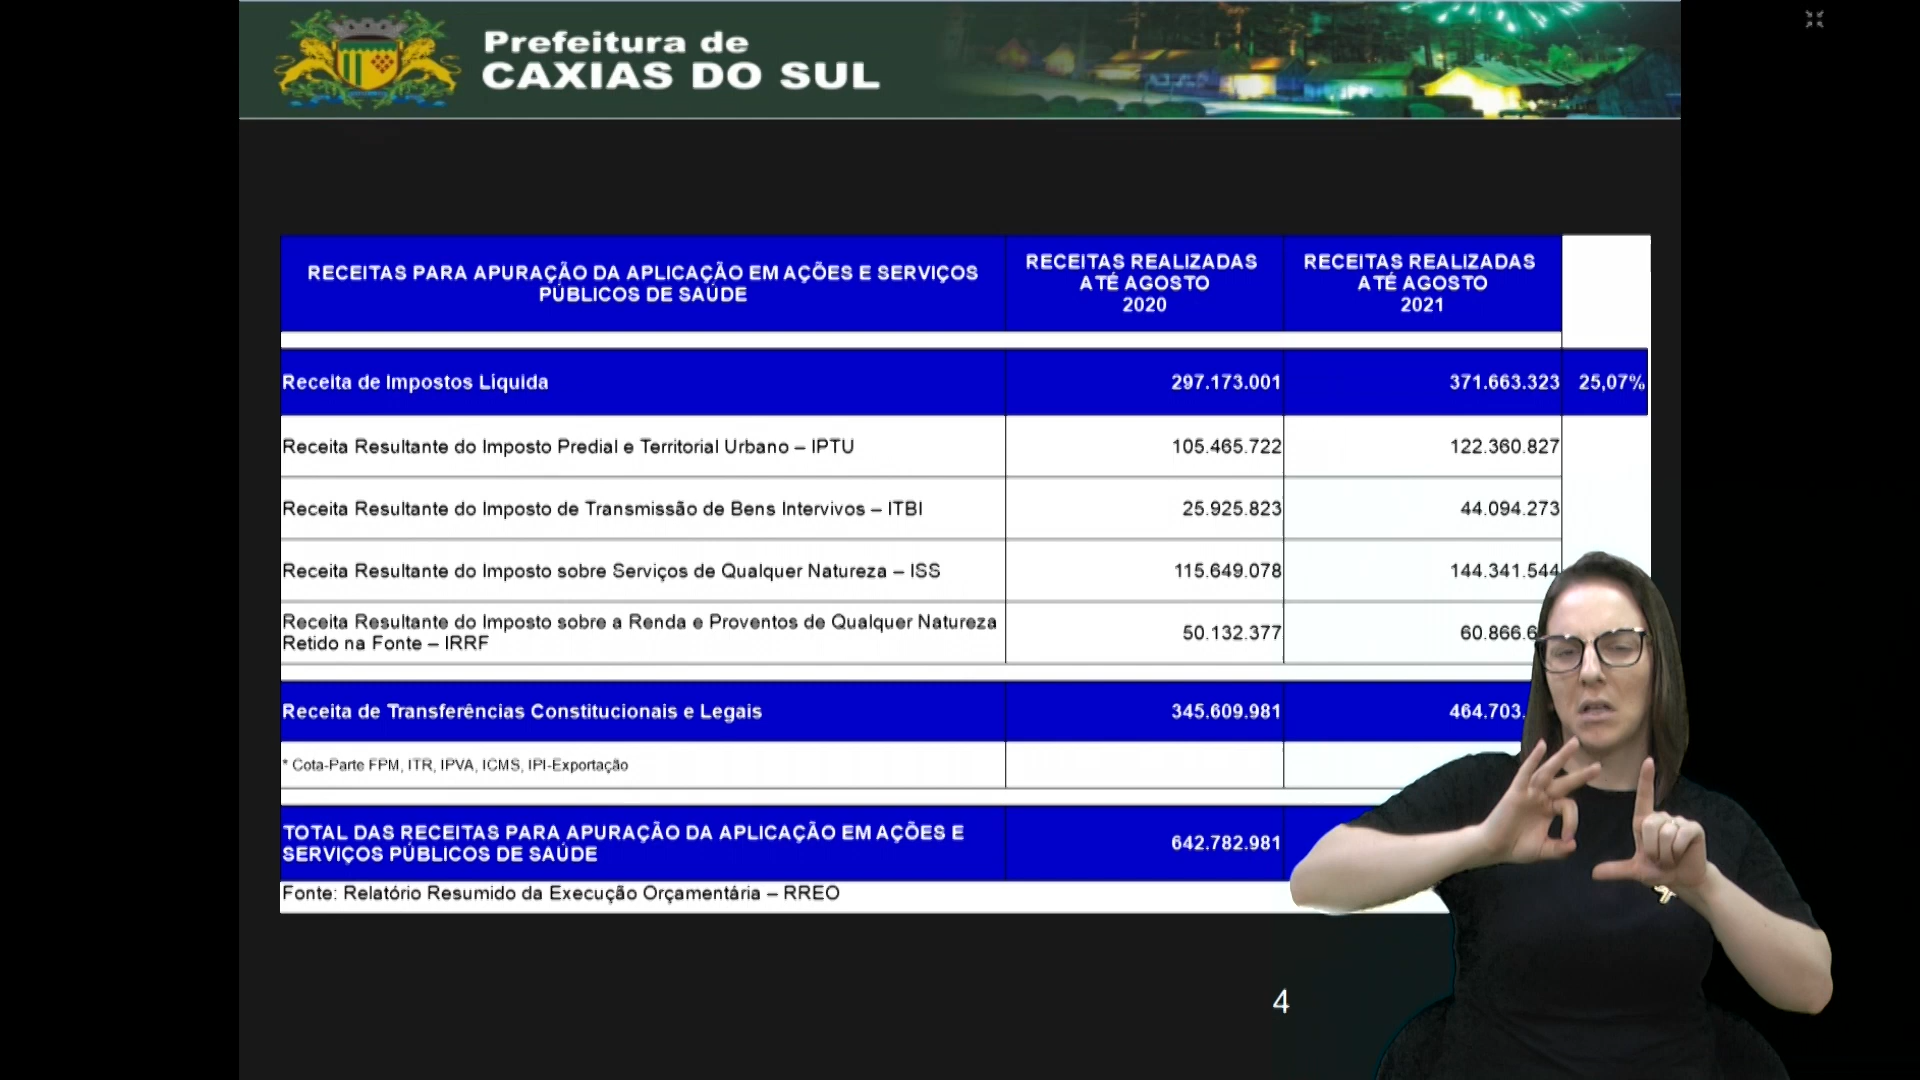 Prefeitura de
CAXIAS DO SUL
RECEITAS PARA APURAÇÃO DA APLICAÇÃO EM AÇÕES E SERVIÇOS
PÚBLICOS DE SAÚDE
RECEITAS REALIZADAS
ATÉ AGOSTO
2020
RECEITAS REALIZADAS
ATÉ AGOSTO
2021
Receita de Impostos Líquida 297.173.001 371.663.323 25,07%
Receita Resultante do Imposto Predial e Territorial Urbano – IPTU 105.465.722 122.360.827
Receita Resultante do Imposto de Transmissão de Bens Intervivos – ITBI 25.925.823 44.094.273
Receita Resultante do Imposto sobre Serviços de Qualquer Natureza – ISS 115.649.078 144.341.544
Receita Resultante do Imposto sobre a Renda e Proventos de Qualquer Natureza
Retido na Fonte – IRRF 50.132.377
Receita de Transferências Constitucionais e Legais 345.609.981
* Cota-Parte FPM, ITR, IPVA, ICMS, IPI-Exportação
TOTAL DAS RECEITAS PARA APURAÇÃO DA APLICAÇÃO EM AÇÕES E
SERVIÇOS PÚBLICOS DE SAÚDE 642.782.981
Fonte: Relatório Resumido da Execução Orçamentária – RREO
4